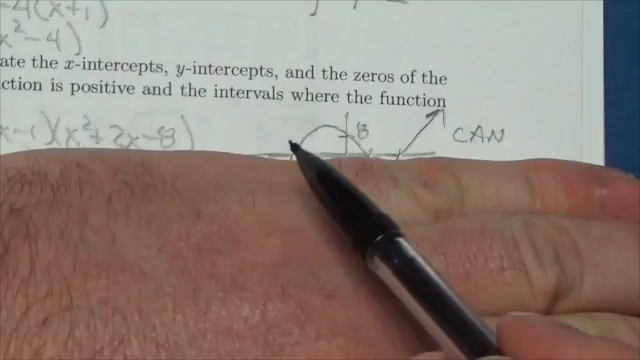 -4(x+1)
x²-4)
ate the x-intercepts, y-intercepts, and the zeros of the
ction is positive and the intervals where the function
x-1)(x²+2x-8)
8
CAN